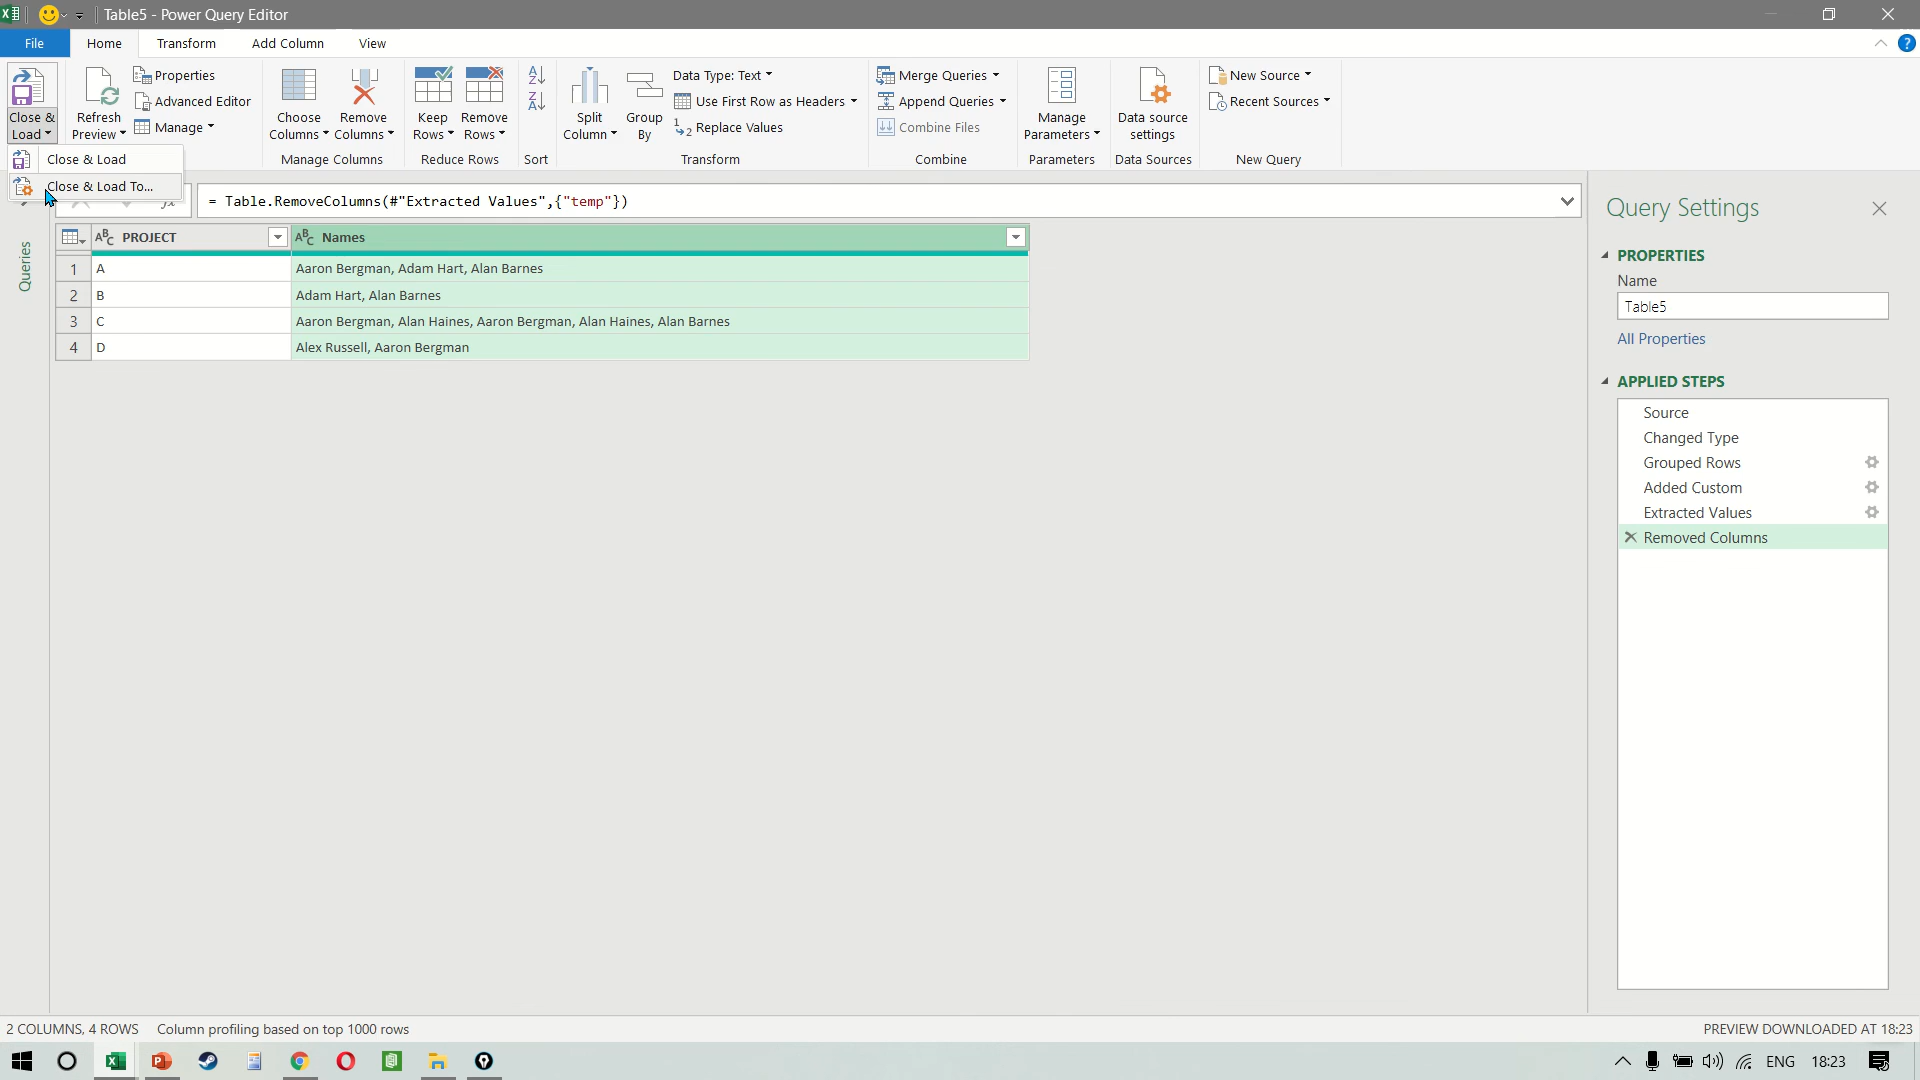 Table5 - Power Query Editor
File
Home
Transform
Add Column
View
Close &
Load
Refresh
Preview
Properties
Advanced Editor
Manage
Choose
Columns
Remove
Columns
Manage Columns
Keep
Rows
Remove
Rows
Reduce Rows
Sort
Split
Column
Group
By
Data Type: Text
Use First Row as Headers
Replace Values
Transform
Merge Queries
Append Queries
Combine Files
Combine
Manage
Parameters
Parameters
Data source
settings
Data Sources
New Source
Recent Sources
New Query
Close & Load
Close & Load To...
= Table.RemoveColumns(#"Extracted Values",{"temp"})
Queries
PROJECT
Names
1 A Aaron Bergman, Adam Hart, Alan Barnes
2 B Adam Hart, Alan Barnes
3 C Aaron Bergman, Alan Haines, Aaron Bergman, Alan Haines, Alan Barnes
4 D Alex Russell, Aaron Bergman
Query Settings
PROPERTIES
Name
Table5
All Properties
APPLIED STEPS
Source
Changed Type
Grouped Rows
Added Custom
Extracted Values
Removed Columns
2 COLUMNS, 4 ROWS
Column profiling based on top 1000 rows
PREVIEW DOWNLOADED AT 18:23
ENG
18:23